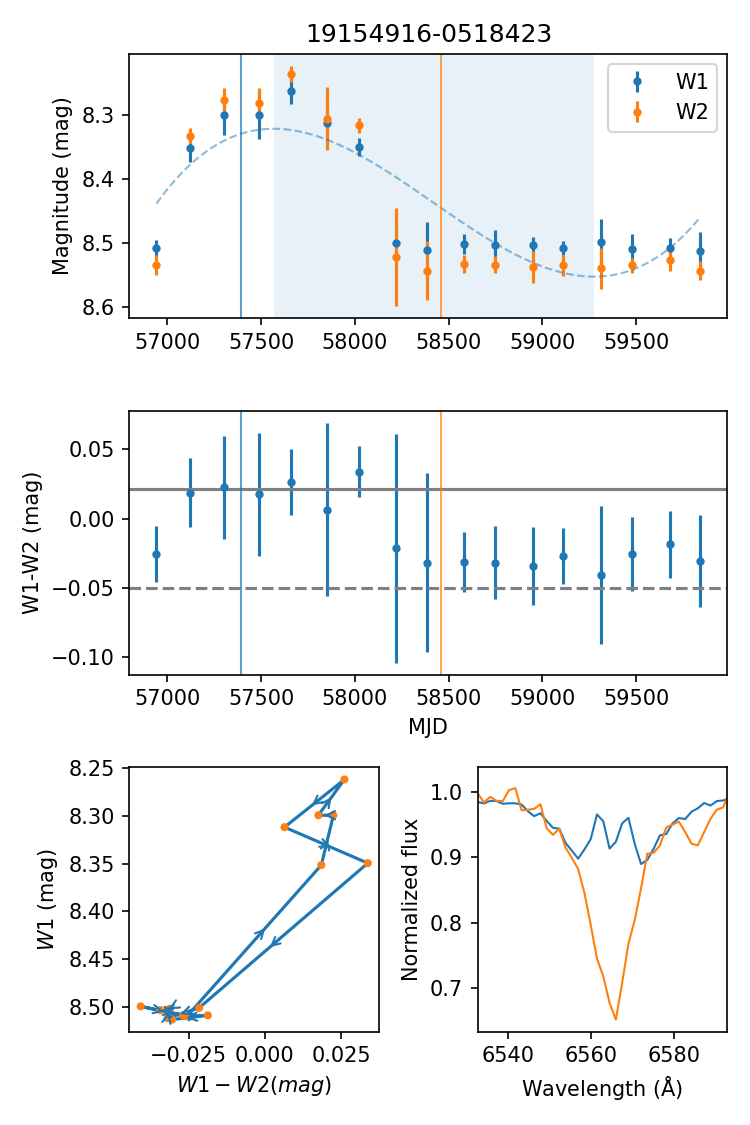 19154916-0518423
Magnitude (mag)
8.3
8.4
8.5
8.6
W1
W2
57000 57500 58000 58500 59000 59500
W1-W2 (mag)
0.05
0.00
−0.05
−0.10
57000 57500 58000 58500 59000 59500
MJD
W1 (mag)
8.25
8.30
8.35
8.40
8.45
8.50
−0.025 0.000 0.025
W1 − W2(mag)
Normalized flux
1.0
0.9
0.8
0.7
6540 6560 6580
Wavelength (Å)